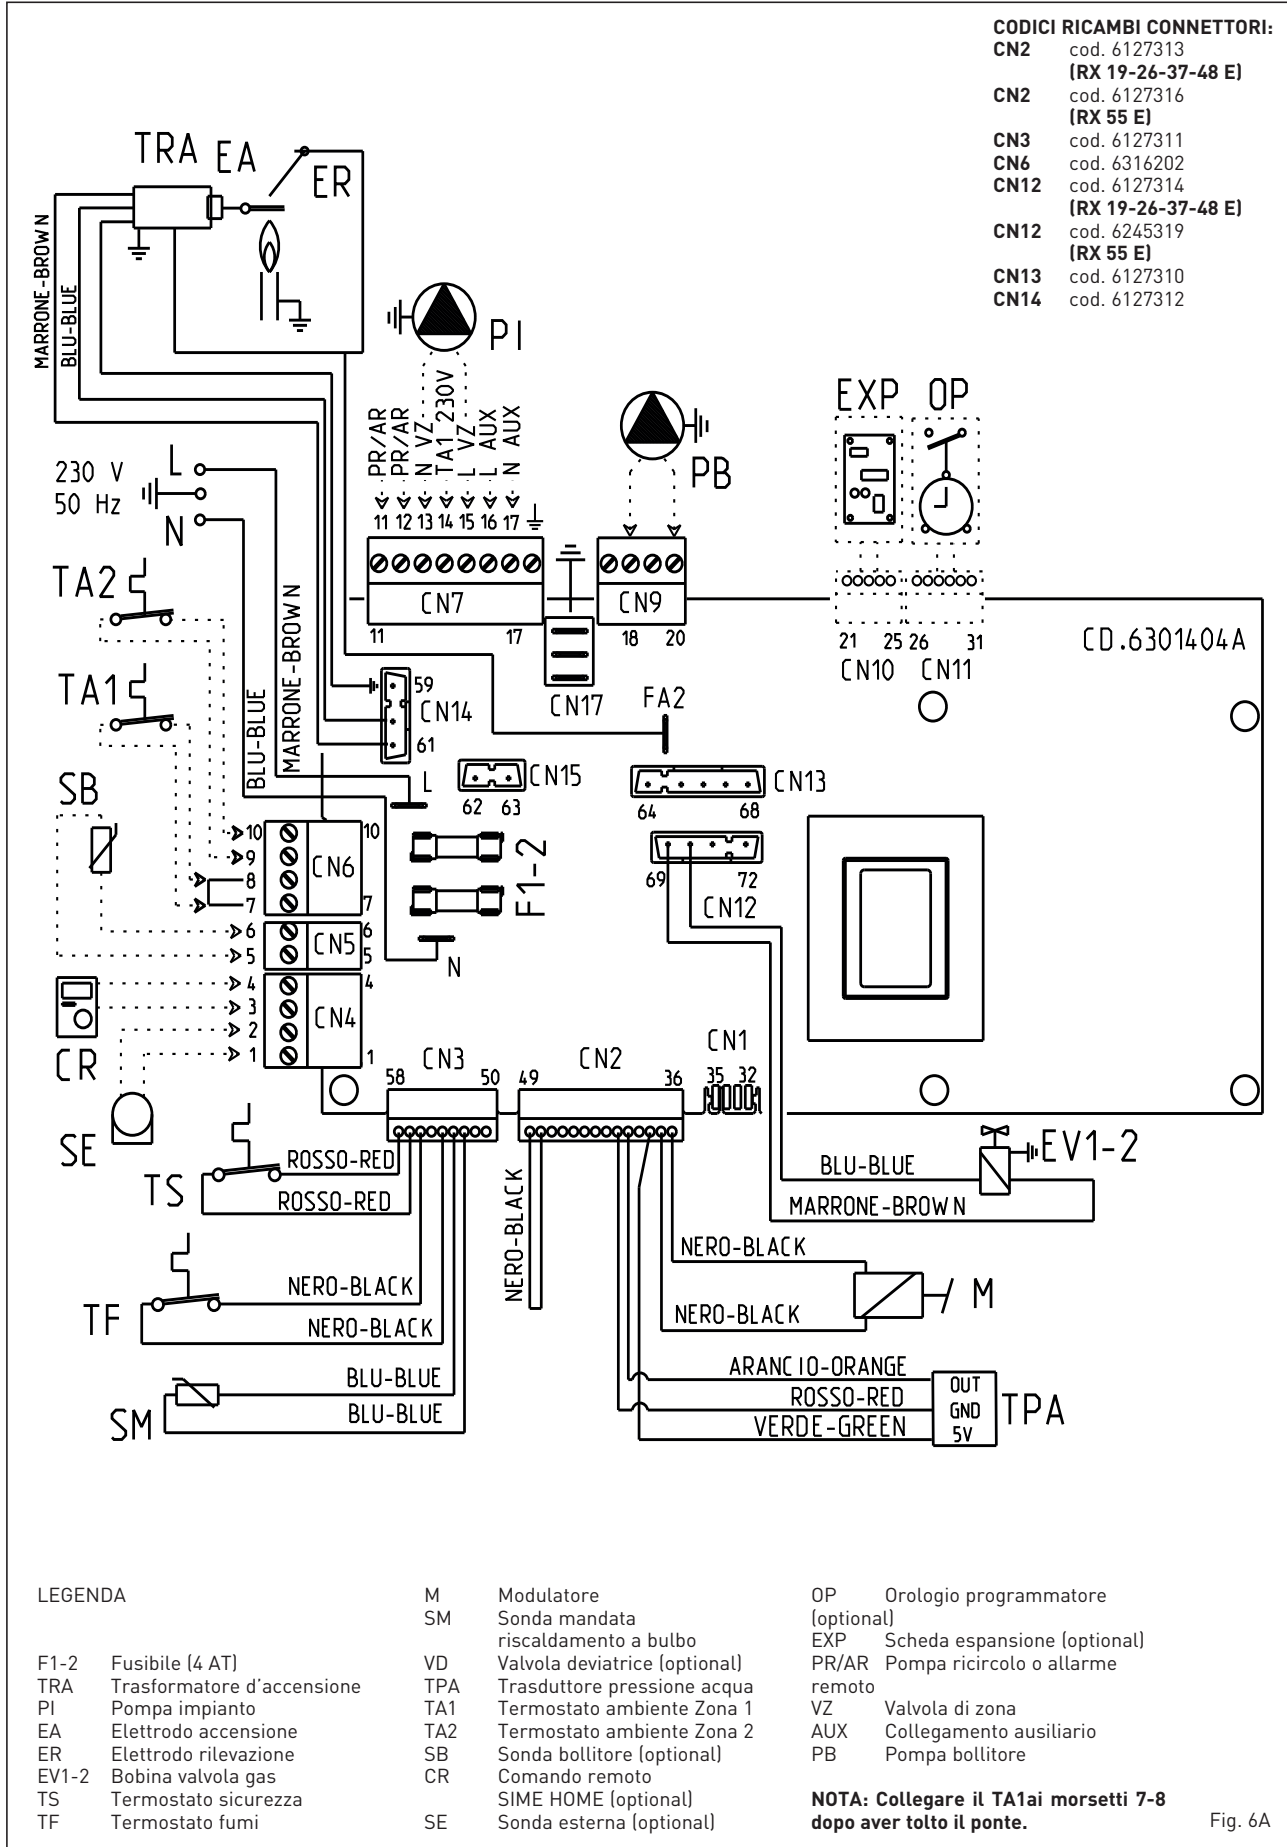 CODICI RICAMBI CONNETTORI:
CN2 cod. 6127313
(RX 19-26-37-48 E)
CN2 cod. 6127316
(RX 55 E)
CN3 cod. 6127311
CN6 cod. 6316202
CN12 cod. 6127314
(RX 19-26-37-48 E)
CN12 cod. 6245319
(RX 55 E)
CN13 cod. 6127310
CN14 cod. 6127312
TRA EA
ER
MARRONE-BROWN
BLU-BLUE
PI
PR/AR
PR/AR
N VZ
TA1 230V
L VZ
L AUX
N AUX
11 12 13 14 15 16 17
PB
EXP OP
230 V
50 Hz
L
N
TA2
TA1
BLU-BLUE
MARRONE-BROWN
CN7
11 17
CN9
18 20
CN17
21 25 26 31
CN10 CN11
CD.6301404A
59
CN14
61
FA2
CN15
62 63
CN13
64 68
L
F1-2
N
69 72
CN12
SB
10 10
9
CN6
8
7 7
6 6
CN5
5 5
4 4
3
CN4
2
1 1
CR
SE
CN3
58 50
CN2
49 36
CN1
35 32
TS
ROSSO-RED
ROSSO-RED
NERO-BLACK
BLU-BLUE
MARRONE-BROWN
EV1-2
TF
NERO-BLACK
NERO-BLACK
NERO-BLACK
NERO-BLACK
M
SM
BLU-BLUE
BLU-BLUE
ARANCIO-ORANGE
ROSSO-RED
VERDE-GREEN
OUT
GND
5V
TPA
LEGENDA
F1-2 Fusibile (4 AT)
TRA Trasformatore d'accensione
PI Pompa impianto
EA Elettrodo accensione
ER Elettrodo rilevazione
EV1-2 Bobina valvola gas
TS Termostato sicurezza
TF Termostato fumi
M Modulatore
SM Sonda mandata
riscaldamento a bulbo
VD Valvola deviatrice (optional)
TPA Trasduttore pressione acqua
TA1 Termostato ambiente Zona 1
TA2 Termostato ambiente Zona 2
SB Sonda bollitore (optional)
CR Comando remoto
SIME HOME (optional)
SE Sonda esterna (optional)
OP Orologio programmatore
(optional)
EXP Scheda espansione (optional)
PR/AR Pompa ricircolo o allarme
remoto
VZ Valvola di zona
AUX Collegamento ausiliario
PB Pompa bollitore
NOTA: Collegare il TA1ai morsetti 7-8
dopo aver tolto il ponte.
Fig. 6A